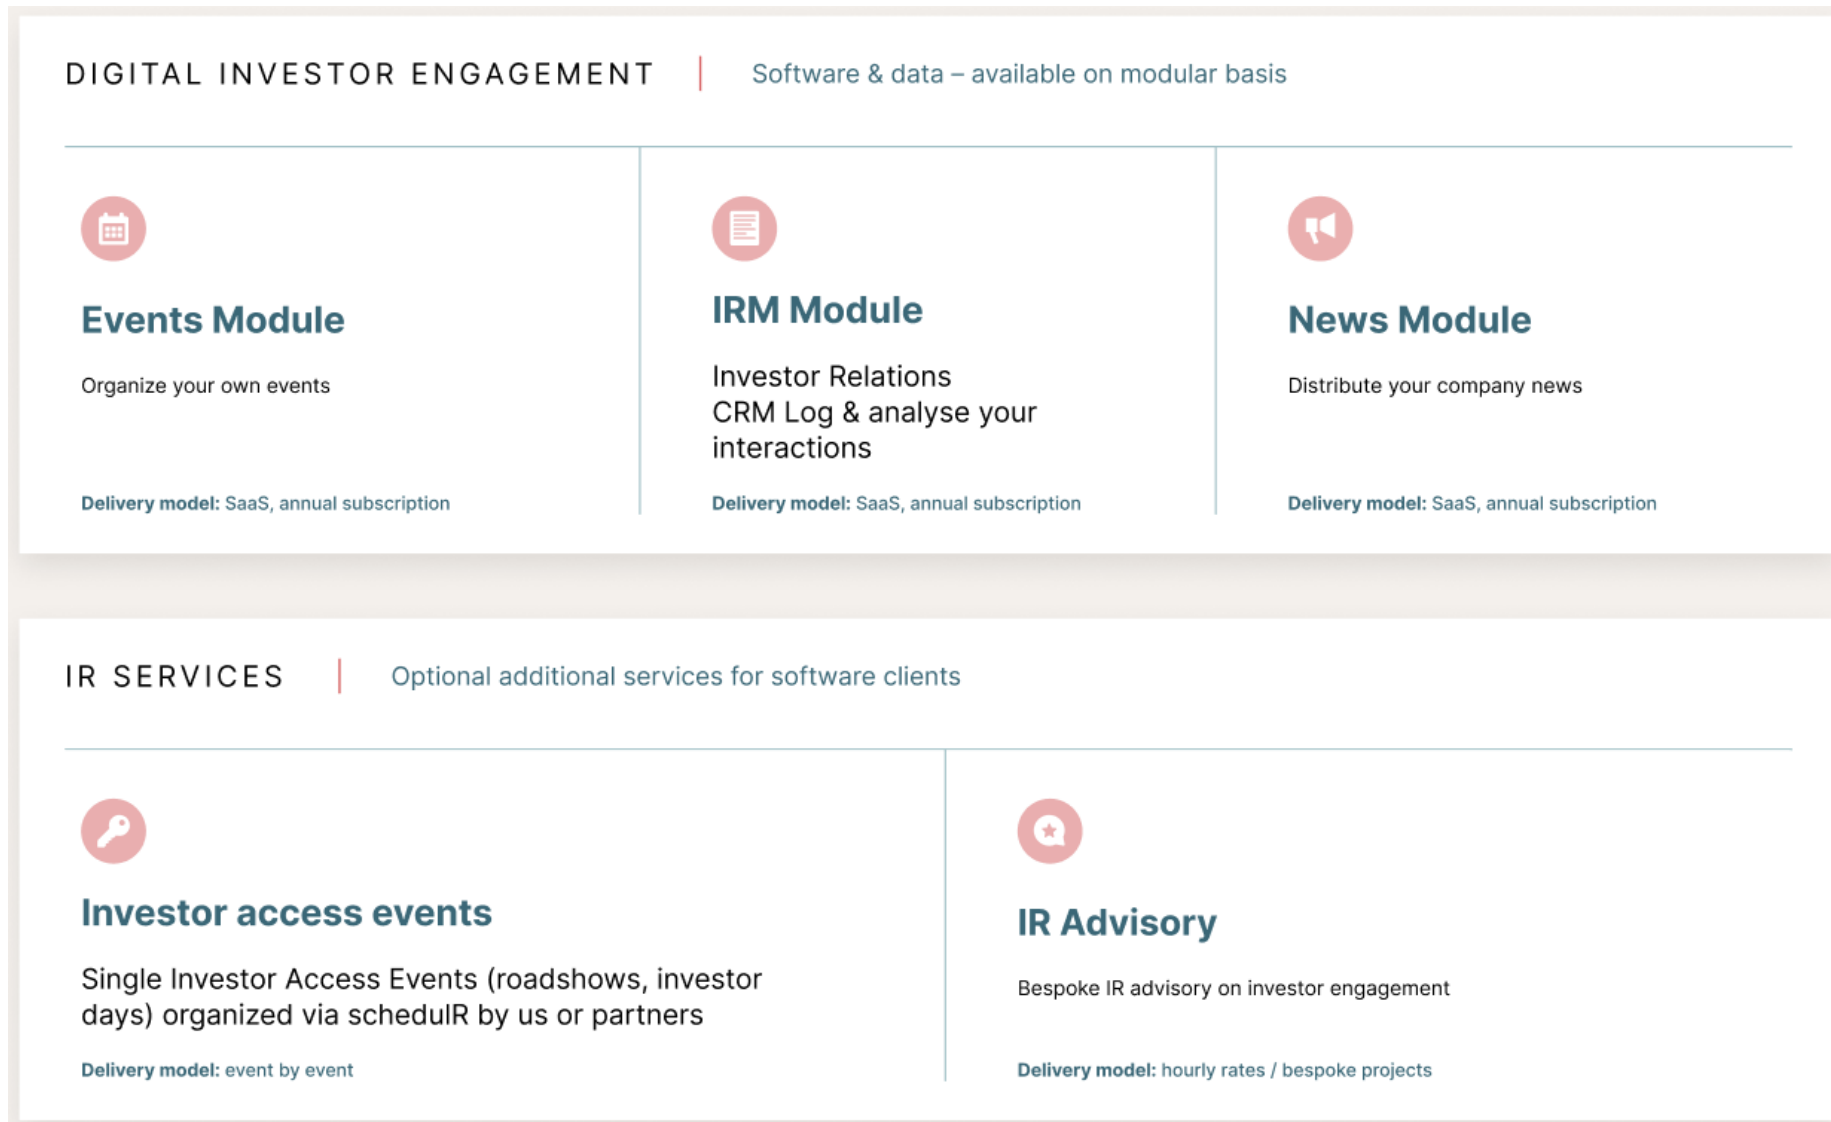 DIGITAL INVESTOR ENGAGEMENT
Software & data – available on modular basis
Events Module
Organize your own events
Delivery model: SaaS, annual subscription
IRM Module
Investor Relations
CRM Log & analyse your
interactions
Delivery model: SaaS, annual subscription
News Module
Distribute your company news
Delivery model: SaaS, annual subscription
IR SERVICES
Optional additional services for software clients
Investor access events
Single Investor Access Events (roadshows, investor
days) organized via schedulR by us or partners
Delivery model: event by event
IR Advisory
Bespoke IR advisory on investor engagement
Delivery model: hourly rates / bespoke projects